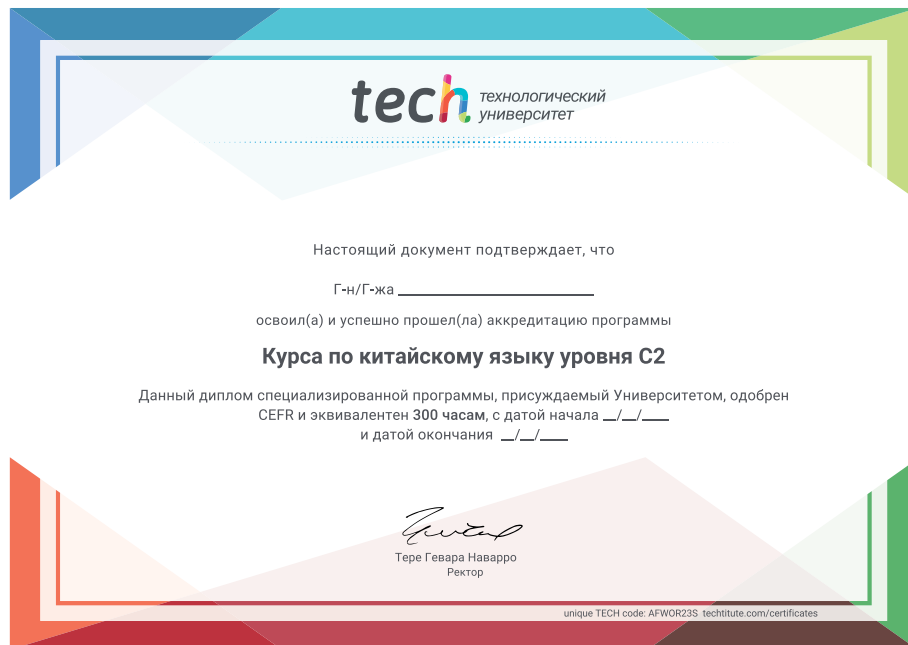 tech технологический
университет
Настоящий документ подтверждает, что
Г-н/Г-жа ____________________
освоил(а) и успешно прошел(ла) аккредитацию программы
Курса по китайскому языку уровня C2
Данный диплом специализированной программы, присуждаемый Университетом, одобрен
CEFR и эквивалентен 300 часам, с датой начала __/__/____
и датой окончания __/__/____
Тере Гевара Наварро
Ректор
unique TECH code: AFWOR23S techtitute.com/certificates